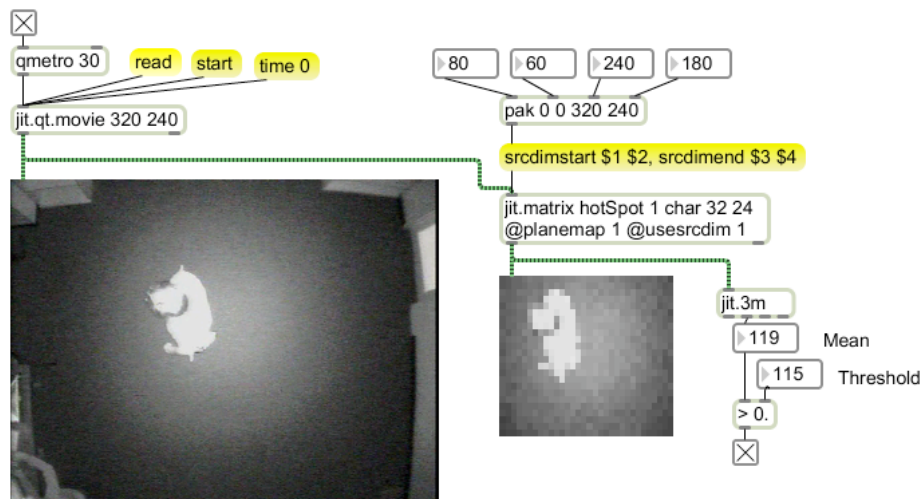 qmetro 30
read
start
time 0
jit.qt.movie 320 240
80
60
240
180
pak 0 0 320 240
srcdimstart $1 $2, srcdimend $3 $4
jit.matrix hotSpot 1 char 32 24
@planemap 1 @usesrcdim 1
jit.3m
119
Mean
115
Threshold
> 0.